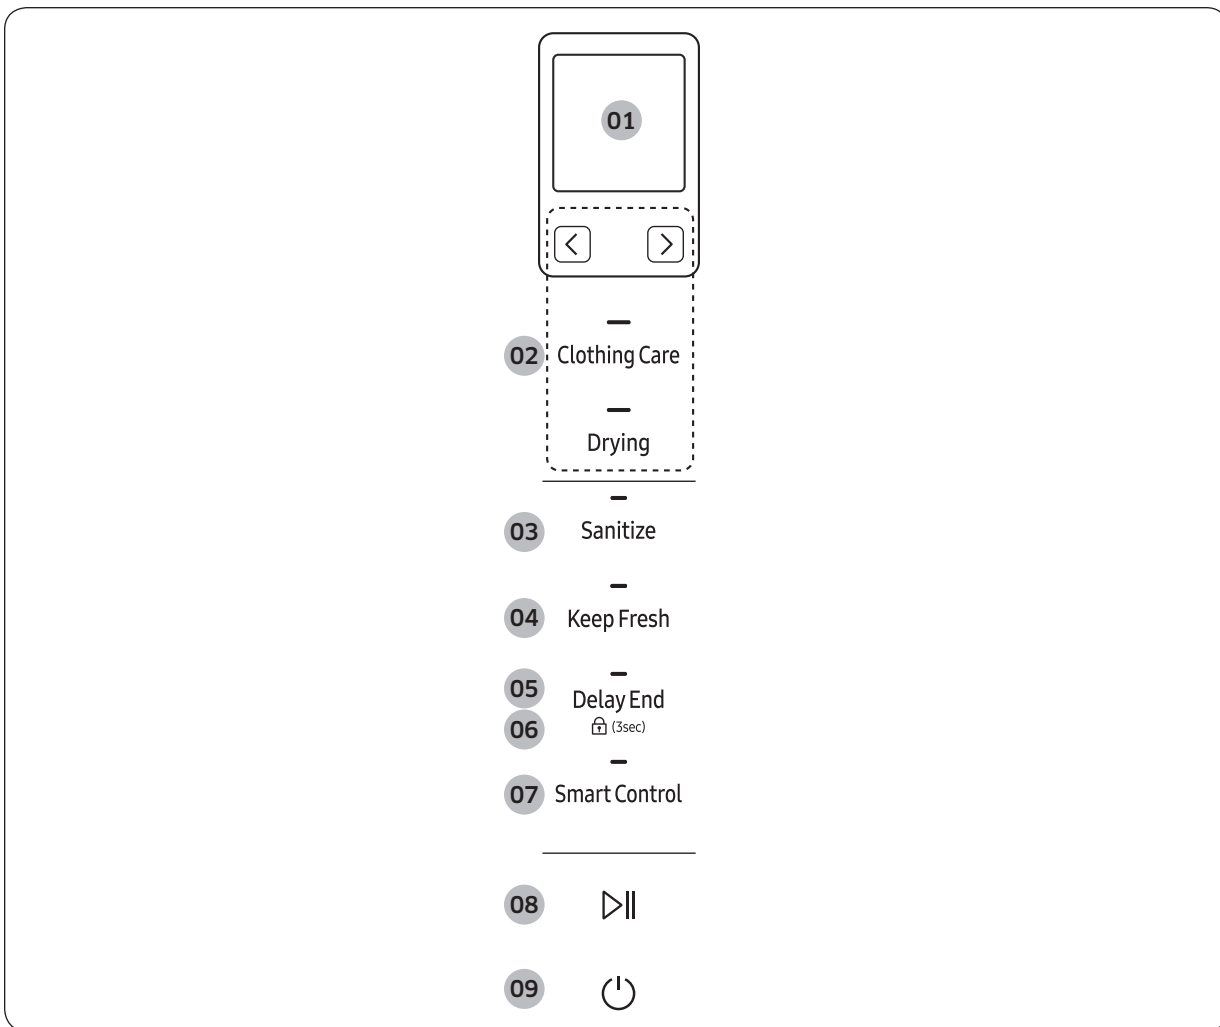 01
02 Clothing Care
Drying
03 Sanitize
04 Keep Fresh
05 Delay End
06 (3sec)
07 Smart Control
08
09